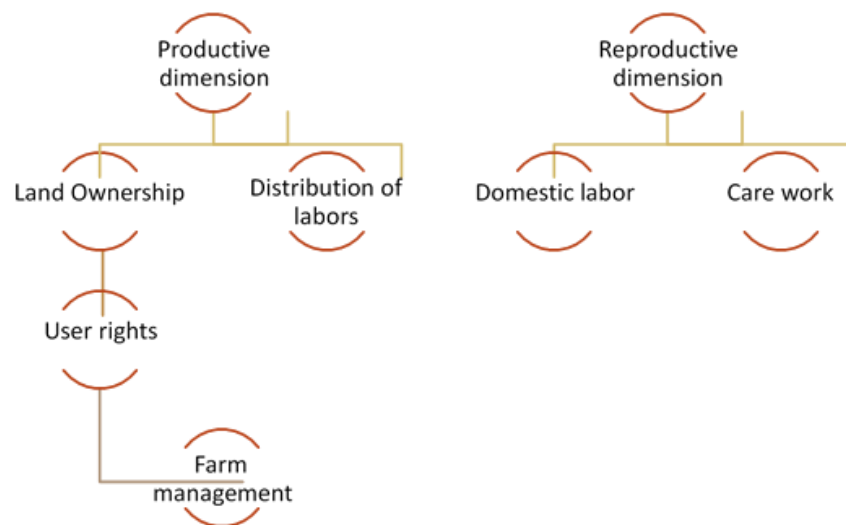 Productive
dimension
Reproductive
dimension
Land Ownership
Distribution of
labors
Domestic labor
Care work
User rights
Farm
management